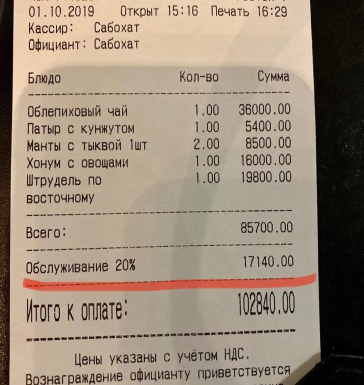 01.10.2019 Открыт 15:16 Печать 16:29
Кассир: Сабохат
Официант: Сабохат
Блюдо Кол-во Сумма
Облепиховый чай 1.00 36000.00
Патыр с кунжутом 1.00 5400.00
Манты с тыквой 1шт 2.00 8500.00
Хонум с овощами 1.00 16000.00
Штрудель по 1.00 19800.00
восточному
Всего: 85700.00
Обслуживание 20% 17140.00
Итого к оплате: 102840.00
Цены указаны с учётом НДС.
Вознаграждение официанту приветствуется